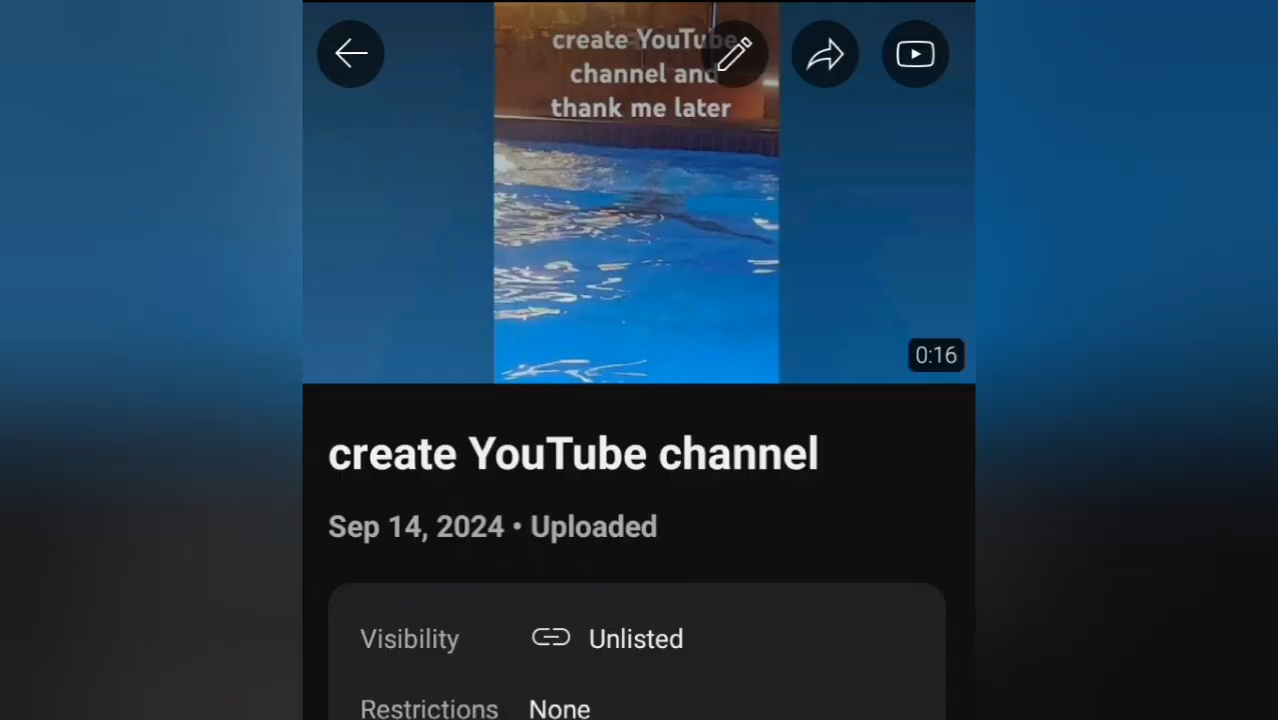 create YouTube
channel and
thank me later
0:16
create YouTube channel
Sep 14, 2024 • Uploaded
Visibility Unlisted
Restrictions None